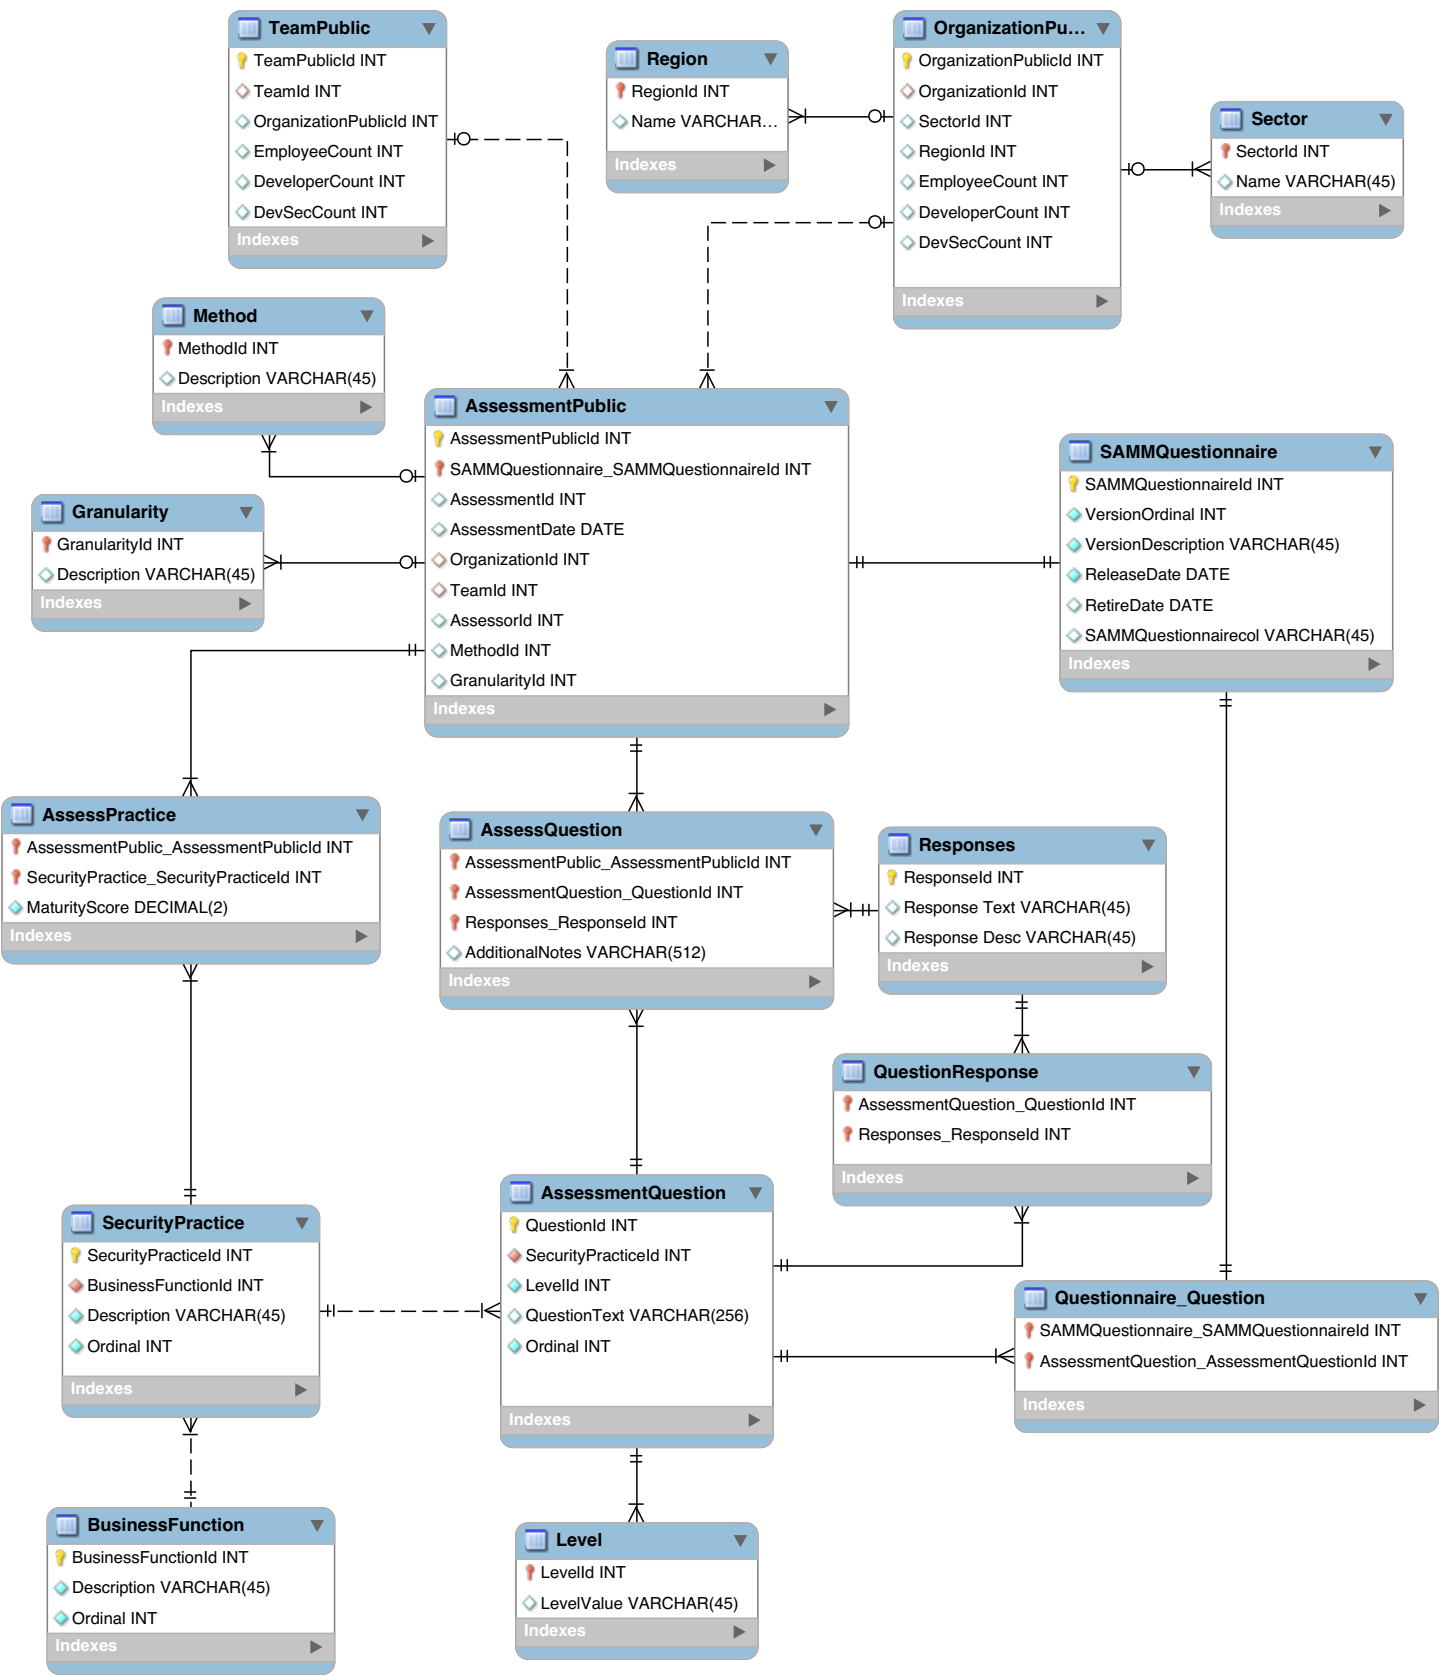 TeamPublic
TeamPublicId INT
TeamId INT
OrganizationPublicId INT
EmployeeCount INT
DeveloperCount INT
DevSecCount INT
Indexes
Region
RegionId INT
Name VARCHAR...
Indexes
OrganizationPu...
OrganizationPublicId INT
OrganizationId INT
SectorId INT
RegionId INT
EmployeeCount INT
DeveloperCount INT
DevSecCount INT
Indexes
Sector
SectorId INT
Name VARCHAR(45)
Indexes
Method
MethodId INT
Description VARCHAR(45)
Indexes
Granularity
GranularityId INT
Description VARCHAR(45)
Indexes
AssessmentPublic
AssessmentPublicId INT
SAMMQuestionnaire_SAMMQuestionnaireId INT
AssessmentId INT
AssessmentDate DATE
OrganizationId INT
TeamId INT
AssessorId INT
MethodId INT
GranularityId INT
Indexes
SAMMQuestionnaire
SAMMQuestionnaireId INT
VersionOrdinal INT
VersionDescription VARCHAR(45)
ReleaseDate DATE
RetireDate DATE
SAMMQuestionnairecol VARCHAR(45)
Indexes
AssessPractice
AssessmentPublic_AssessmentPublicId INT
SecurityPractice_SecurityPracticeId INT
MaturityScore DECIMAL(2)
Indexes
AssessQuestion
AssessmentPublic_AssessmentPublicId INT
AssessmentQuestion_QuestionId INT
Responses_ResponseId INT
AdditionalNotes VARCHAR(512)
Indexes
Responses
ResponseId INT
Response Text VARCHAR(45)
Response Desc VARCHAR(45)
Indexes
QuestionResponse
AssessmentQuestion_QuestionId INT
Responses_ResponseId INT
Indexes
SecurityPractice
SecurityPracticeId INT
BusinessFunctionId INT
Description VARCHAR(45)
Ordinal INT
Indexes
AssessmentQuestion
QuestionId INT
SecurityPracticeId INT
LevelId INT
QuestionText VARCHAR(256)
Ordinal INT
Indexes
Questionnaire_Question
SAMMQuestionnaire_SAMMQuestionnaireId INT
AssessmentQuestion_AssessmentQuestionId INT
Indexes
BusinessFunction
BusinessFunctionId INT
Description VARCHAR(45)
Ordinal INT
Indexes
Level
LevelId INT
LevelValue VARCHAR(45)
Indexes